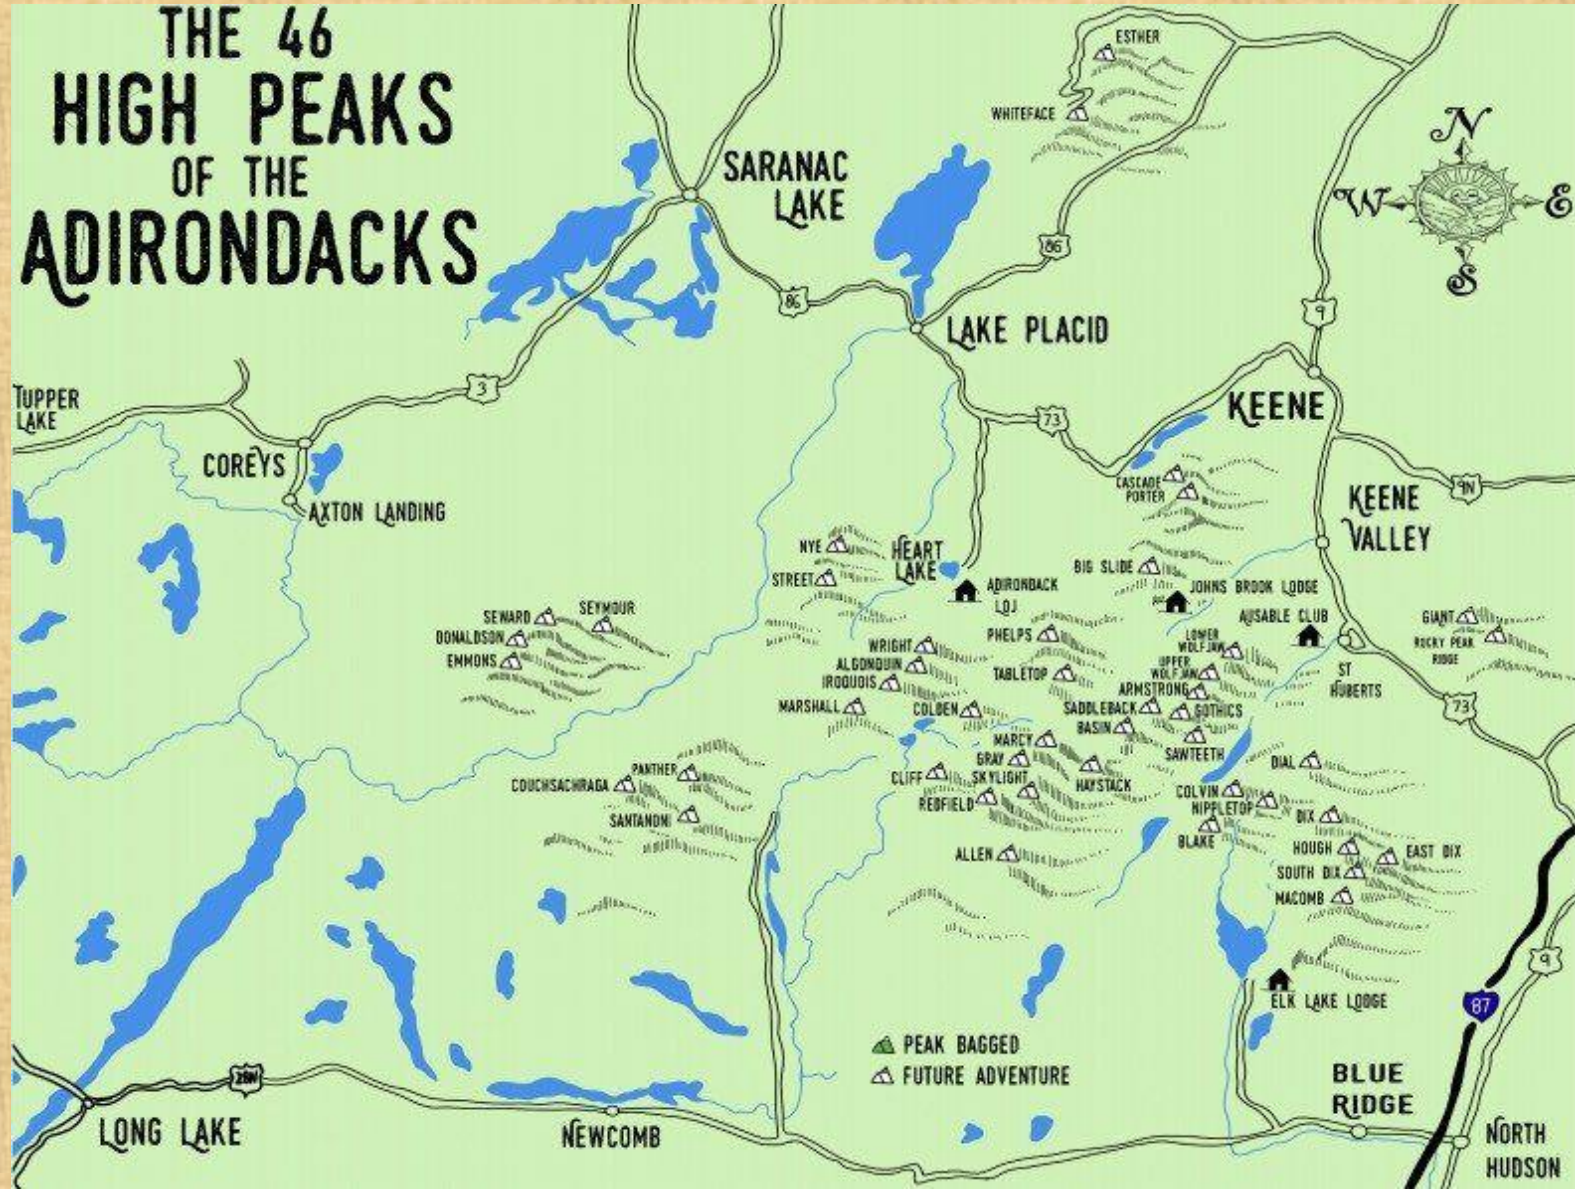 THE 46
HIGH PEAKS
OF THE
ADIRONDACKS
ESTHER
WHITEFACE
N
W
E
S
SARANAC
LAKE
86
86
9
LAKE PLACID
TUPPER
LAKE
3
KEENE
73
COREYS
CASCADE
PORTER
9N
AXTON LANDING
KEENE
VALLEY
NYE
HEART
LAKE
STREET
BIG SLIDE
ADIRONDACK
LOJ
JOHNS BROOK LODGE
SEWARD
SEYMOUR
DONALDSON
EMMONS
AUSABLE CLUB
GIANT
ROCKY PEAK
RIDGE
WRIGHT
PHELPS
LOWER
WOLFJAW
ALGONQUIN
IROQUOIS
TABLETOP
UPPER
WOLFJAW
ST
HUBERTS
ARMSTRONG
MARSHALL
COLDEN
SADDLEBACK
GOTHICS
BASIN
73
MARCY
SAWTEETH
GRAY
DIAL
PANTHER
COUCHSACHRAGA
CLIFF
SKYLIGHT
HAYSTACK
REDFIELD
COLVIN
NIPPLETOP
SANTANONI
DIX
BLAKE
ALLEN
HOUGH
EAST DIX
SOUTH DIX
MACOMB
9
ELK LAKE LODGE
87
PEAK BAGGED
FUTURE ADVENTURE
28N
BLUE
RIDGE
LONG LAKE
NEWCOMB
NORTH
HUDSON